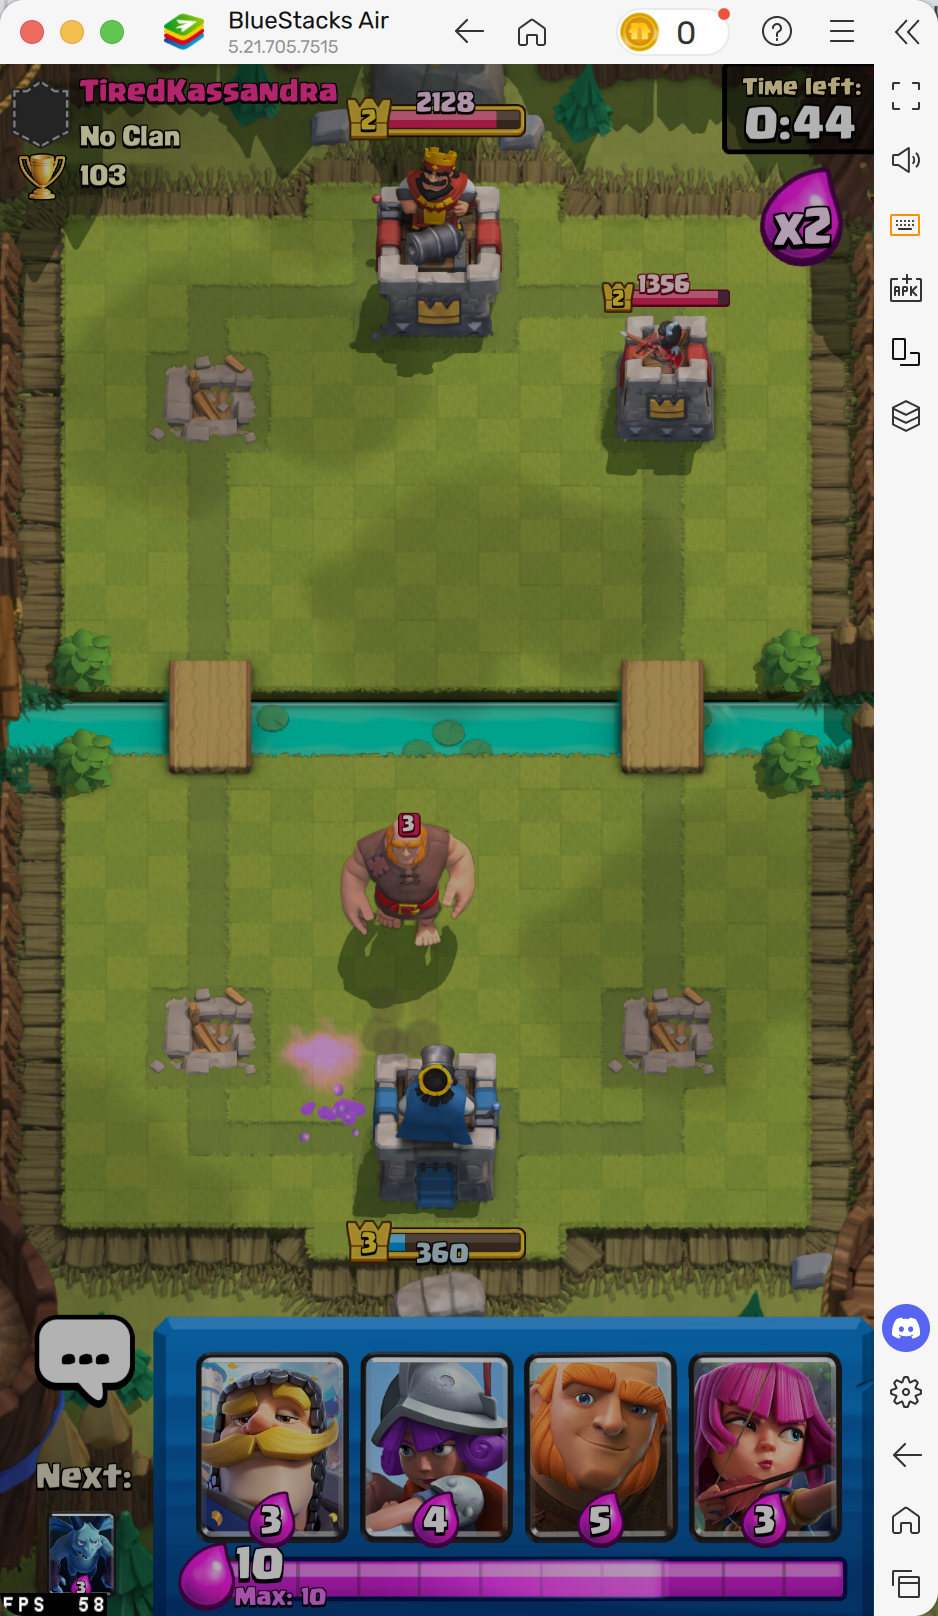 BlueStacks Air
5.21.705.7515
0
TiredKassandra
No Clan
103
2
2128
Time left:
0:44
x2
2
1356
APK
3
3
360
...
Next:
3
3
4
5
3
10
Max: 10
FPS 58